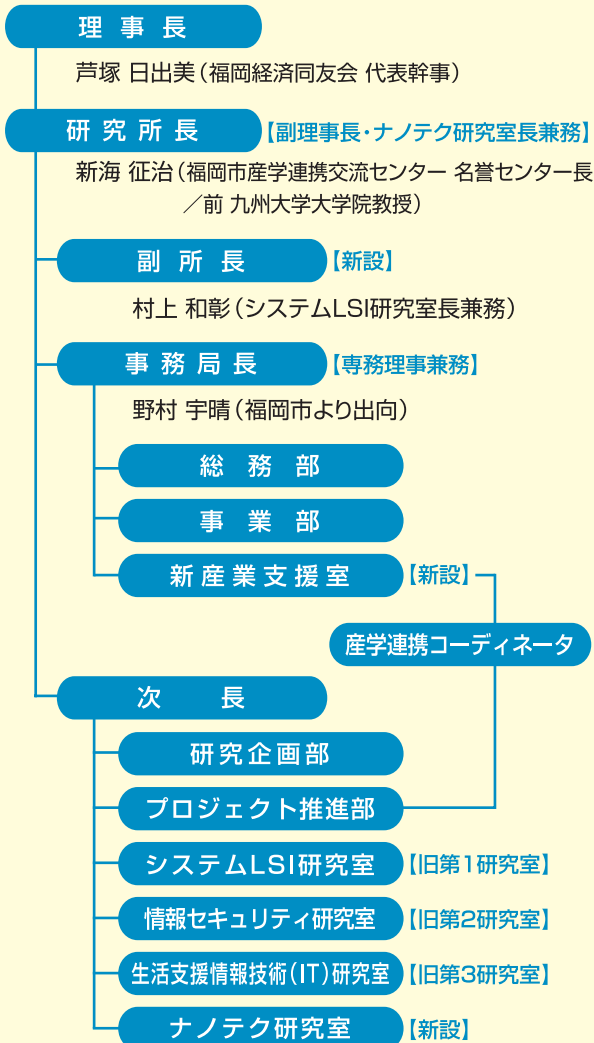 理事長
芦塚 日出美（福岡経済同友会 代表幹事）
研究所長 【副理事長・ナノテク研究室長兼務】
新海 征治（福岡市産学連携交流センター 名誉センター長
／前 九州大学大学院教授）
副所長 【新設】
村上 和彰（システムLSI研究室長兼務）
事務局長 【専務理事兼務】
野村 宇晴（福岡市より出向）
総務部
事業部
新産業支援室 【新設】
産学連携コーディネータ
次長
研究企画部
プロジェクト推進部
システムLSI研究室 【旧第1研究室】
情報セキュリティ研究室 【旧第2研究室】
生活支援情報技術（IT）研究室 【旧第3研究室】
ナノテク研究室 【新設】